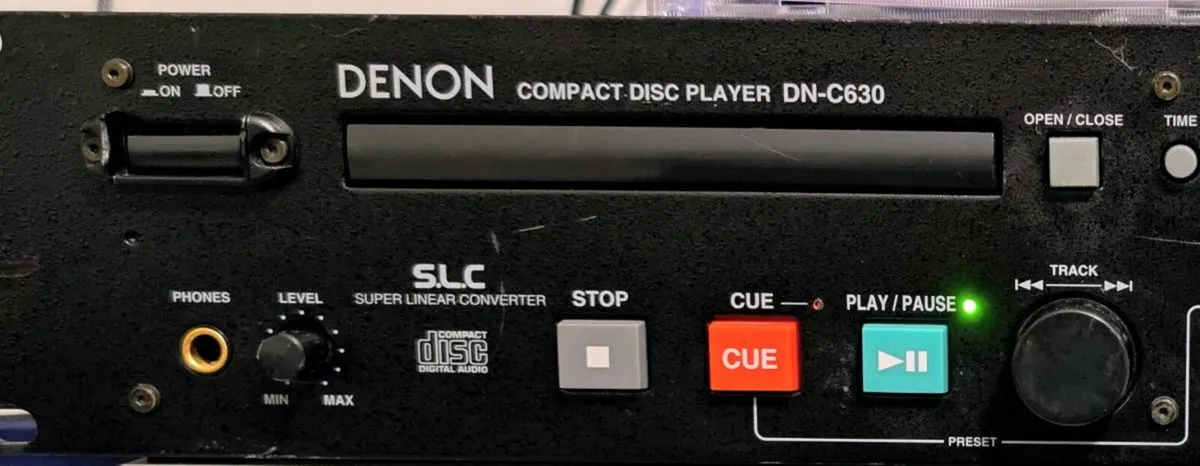 POWER
ON OFF
DENON COMPACT DISC PLAYER DN-C630
OPEN / CLOSE
TIME
PHONES
LEVEL
MIN MAX
S.L.C
SUPER LINEAR CONVERTER
COMPACT
disc
DIGITAL AUDIO
STOP
CUE
CUE
PLAY / PAUSE
TRACK
PRESET